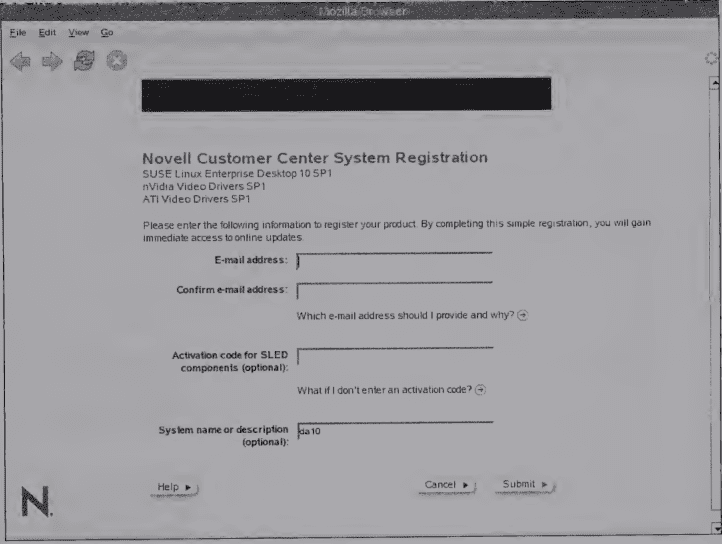 Mozilla Browser
File Edit View Go
Novell Customer Center System Registration
SUSE Linux Enterprise Desktop 10 SP1
nVidia Video Drivers SP1
ATI Video Drivers SP1
Please enter the following information to register your product. By completing this simple registration, you will gain
immediate access to online updates.
E-mail address:
Confirm e-mail address:
Which e-mail address should I provide and why?
Activation code for SLED
components (optional):
What if I don't enter an activation code?
System name or description
(optional):
da10
Help
Cancel
Submit
N.